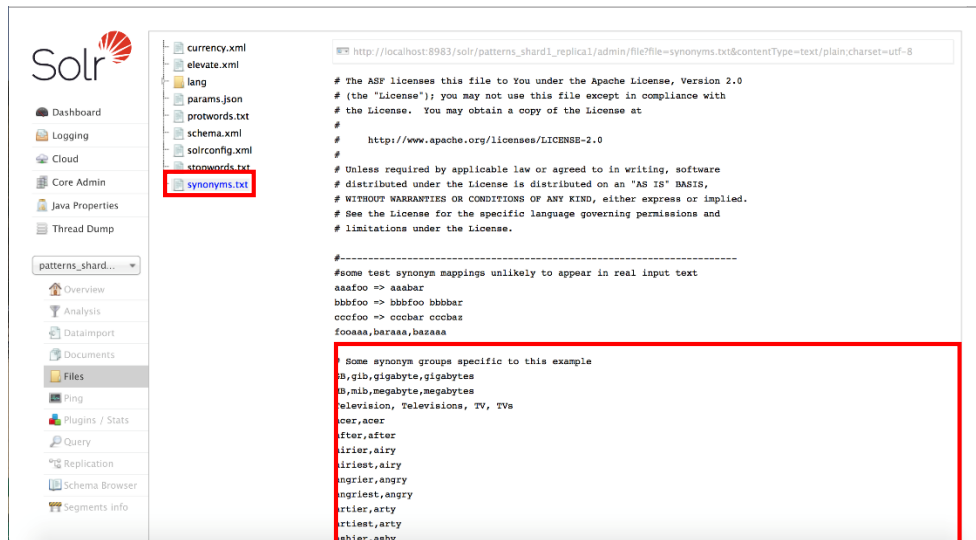 Solr
Dashboard
Logging
Cloud
Core Admin
Java Properties
Thread Dump
patterns_shard...
Overview
Analysis
Dataimport
Documents
Files
Ping
Plugins / Stats
Query
Replication
Schema Browser
Segments info
currency.xml
elevate.xml
lang
params.json
protwords.txt
schema.xml
solrconfig.xml
stopwords.txt
synonyms.txt
http://localhost:8983/solr/patterns_shard1_replica1/admin/file?file=synonyms.txt&contentType=text/plain;charset=utf-8
# The ASF licenses this file to You under the Apache License, Version 2.0
# (the "License"); you may not use this file except in compliance with
# the License.  You may obtain a copy of the License at
#
#     http://www.apache.org/licenses/LICENSE-2.0
#
# Unless required by applicable law or agreed to in writing, software
# distributed under the License is distributed on an "AS IS" BASIS,
# WITHOUT WARRANTIES OR CONDITIONS OF ANY KIND, either express or implied.
# See the License for the specific language governing permissions and
# limitations under the License.
#-----------------------------------------------------------------------
#some test synonym mappings unlikely to appear in real input text
aaafoo => aaabar
bbbfoo => bbbfoo bbbbar
cccfoo => cccbar cccbaz
fooaaa,baraaa,bazaaa
# Some synonym groups specific to this example
GB,gib,gigabyte,gigabytes
MB,mib,megabyte,megabytes
Television, Televisions, TV, TVs
acer,acer
after,after
airier,airy
airiest,airy
angrier,angry
angriest,angry
artier,arty
artiest,arty
ashier,ashy